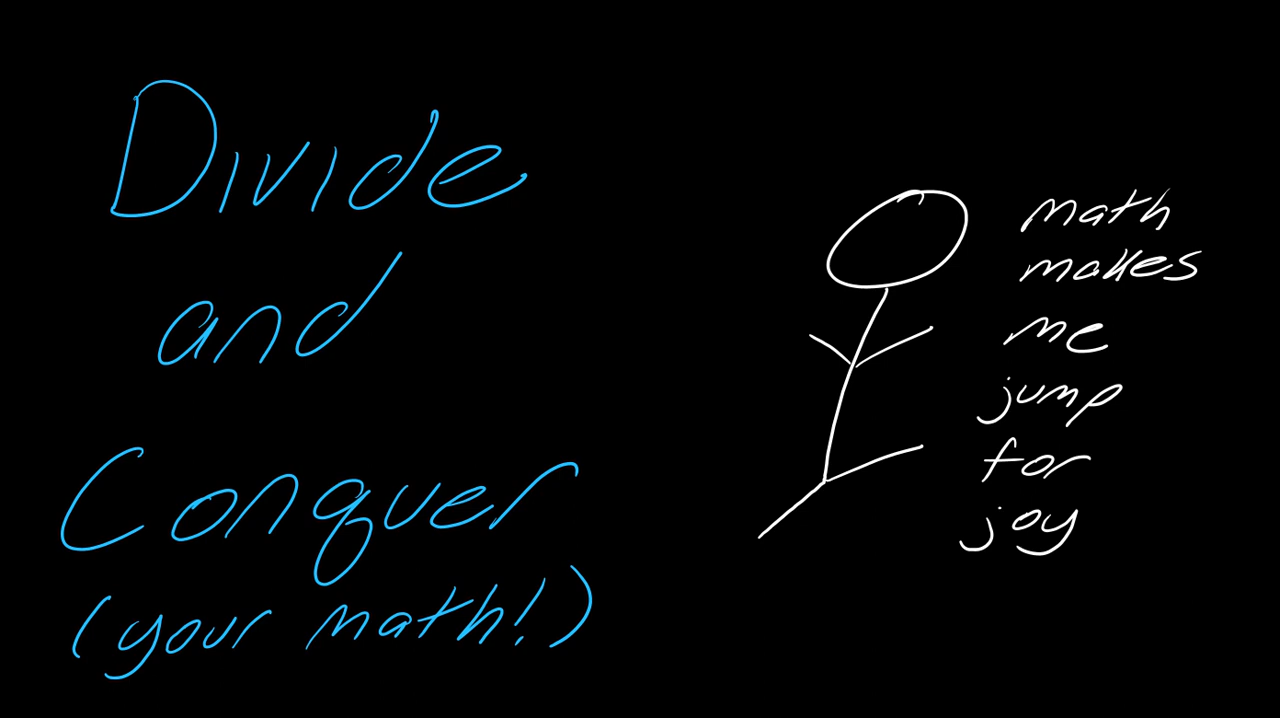 Divide
and
Conquer
(your math!)
math
makes
me
jump
for
joy